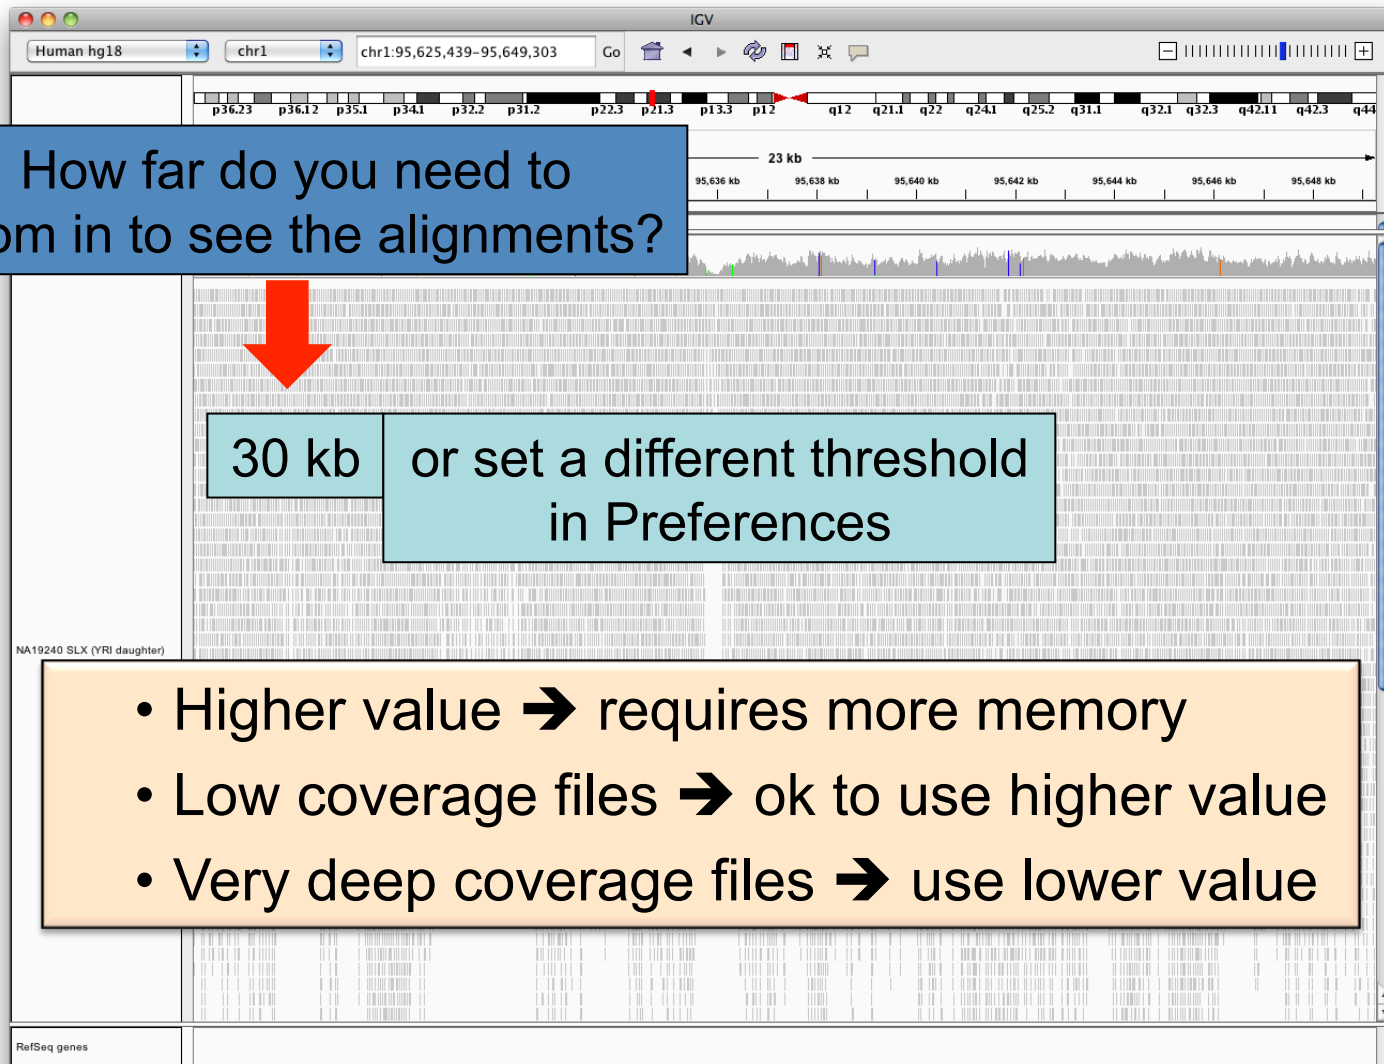 IGV
Human hg18 chr1 chr1:95,625,439-95,649,303 Go
p36.23 p36.12 p35.1 p34.1 p32.2 p31.2 p22.3 p21.3 p13.3 p12 q12 q21.1 q22 q24.1 q25.2 q31.1 q32.1 q32.3 q42.11 q42.3 q44
How far do you need to
om in to see the alignments?
23 kb
95,636 kb 95,638 kb 95,640 kb 95,642 kb 95,644 kb 95,646 kb 95,648 kb
30 kb
or set a different threshold
in Preferences
NA19240 SLX (YRI daughter)
• Higher value ➔ requires more memory
• Low coverage files ➔ ok to use higher value
• Very deep coverage files ➔ use lower value
RefSeq genes